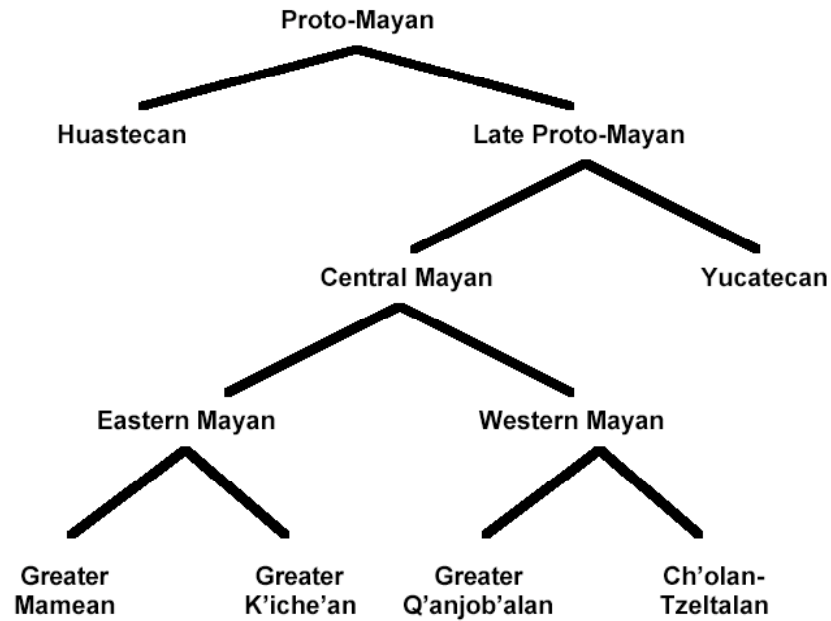 Proto-Mayan
Huastecan
Late Proto-Mayan
Central Mayan
Yucatecan
Eastern Mayan
Western Mayan
Greater
Mamean
Greater
K'iche'an
Greater
Q'anjob'alan
Ch'olan-
Tzeltalan